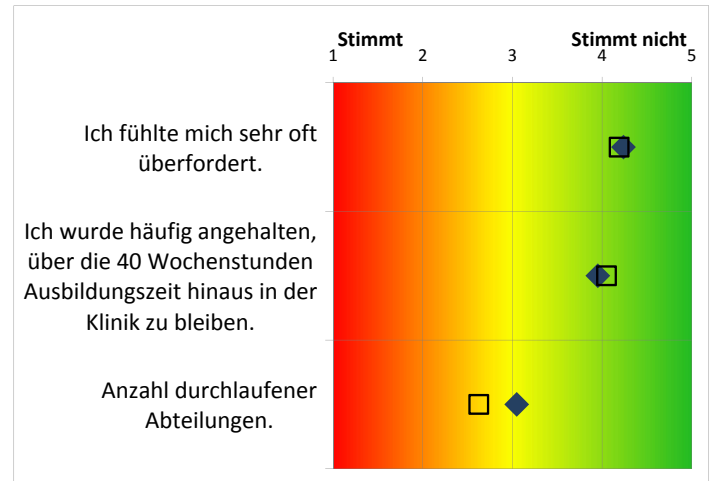 Stimmt Stimmt nicht
1 2 3 4 5
Ich fühlte mich sehr oft
überfordert.
Ich wurde häufig angehalten,
über die 40 Wochenstunden
Ausbildungszeit hinaus in der
Klinik zu bleiben.
Anzahl durchlaufener
Abteilungen.